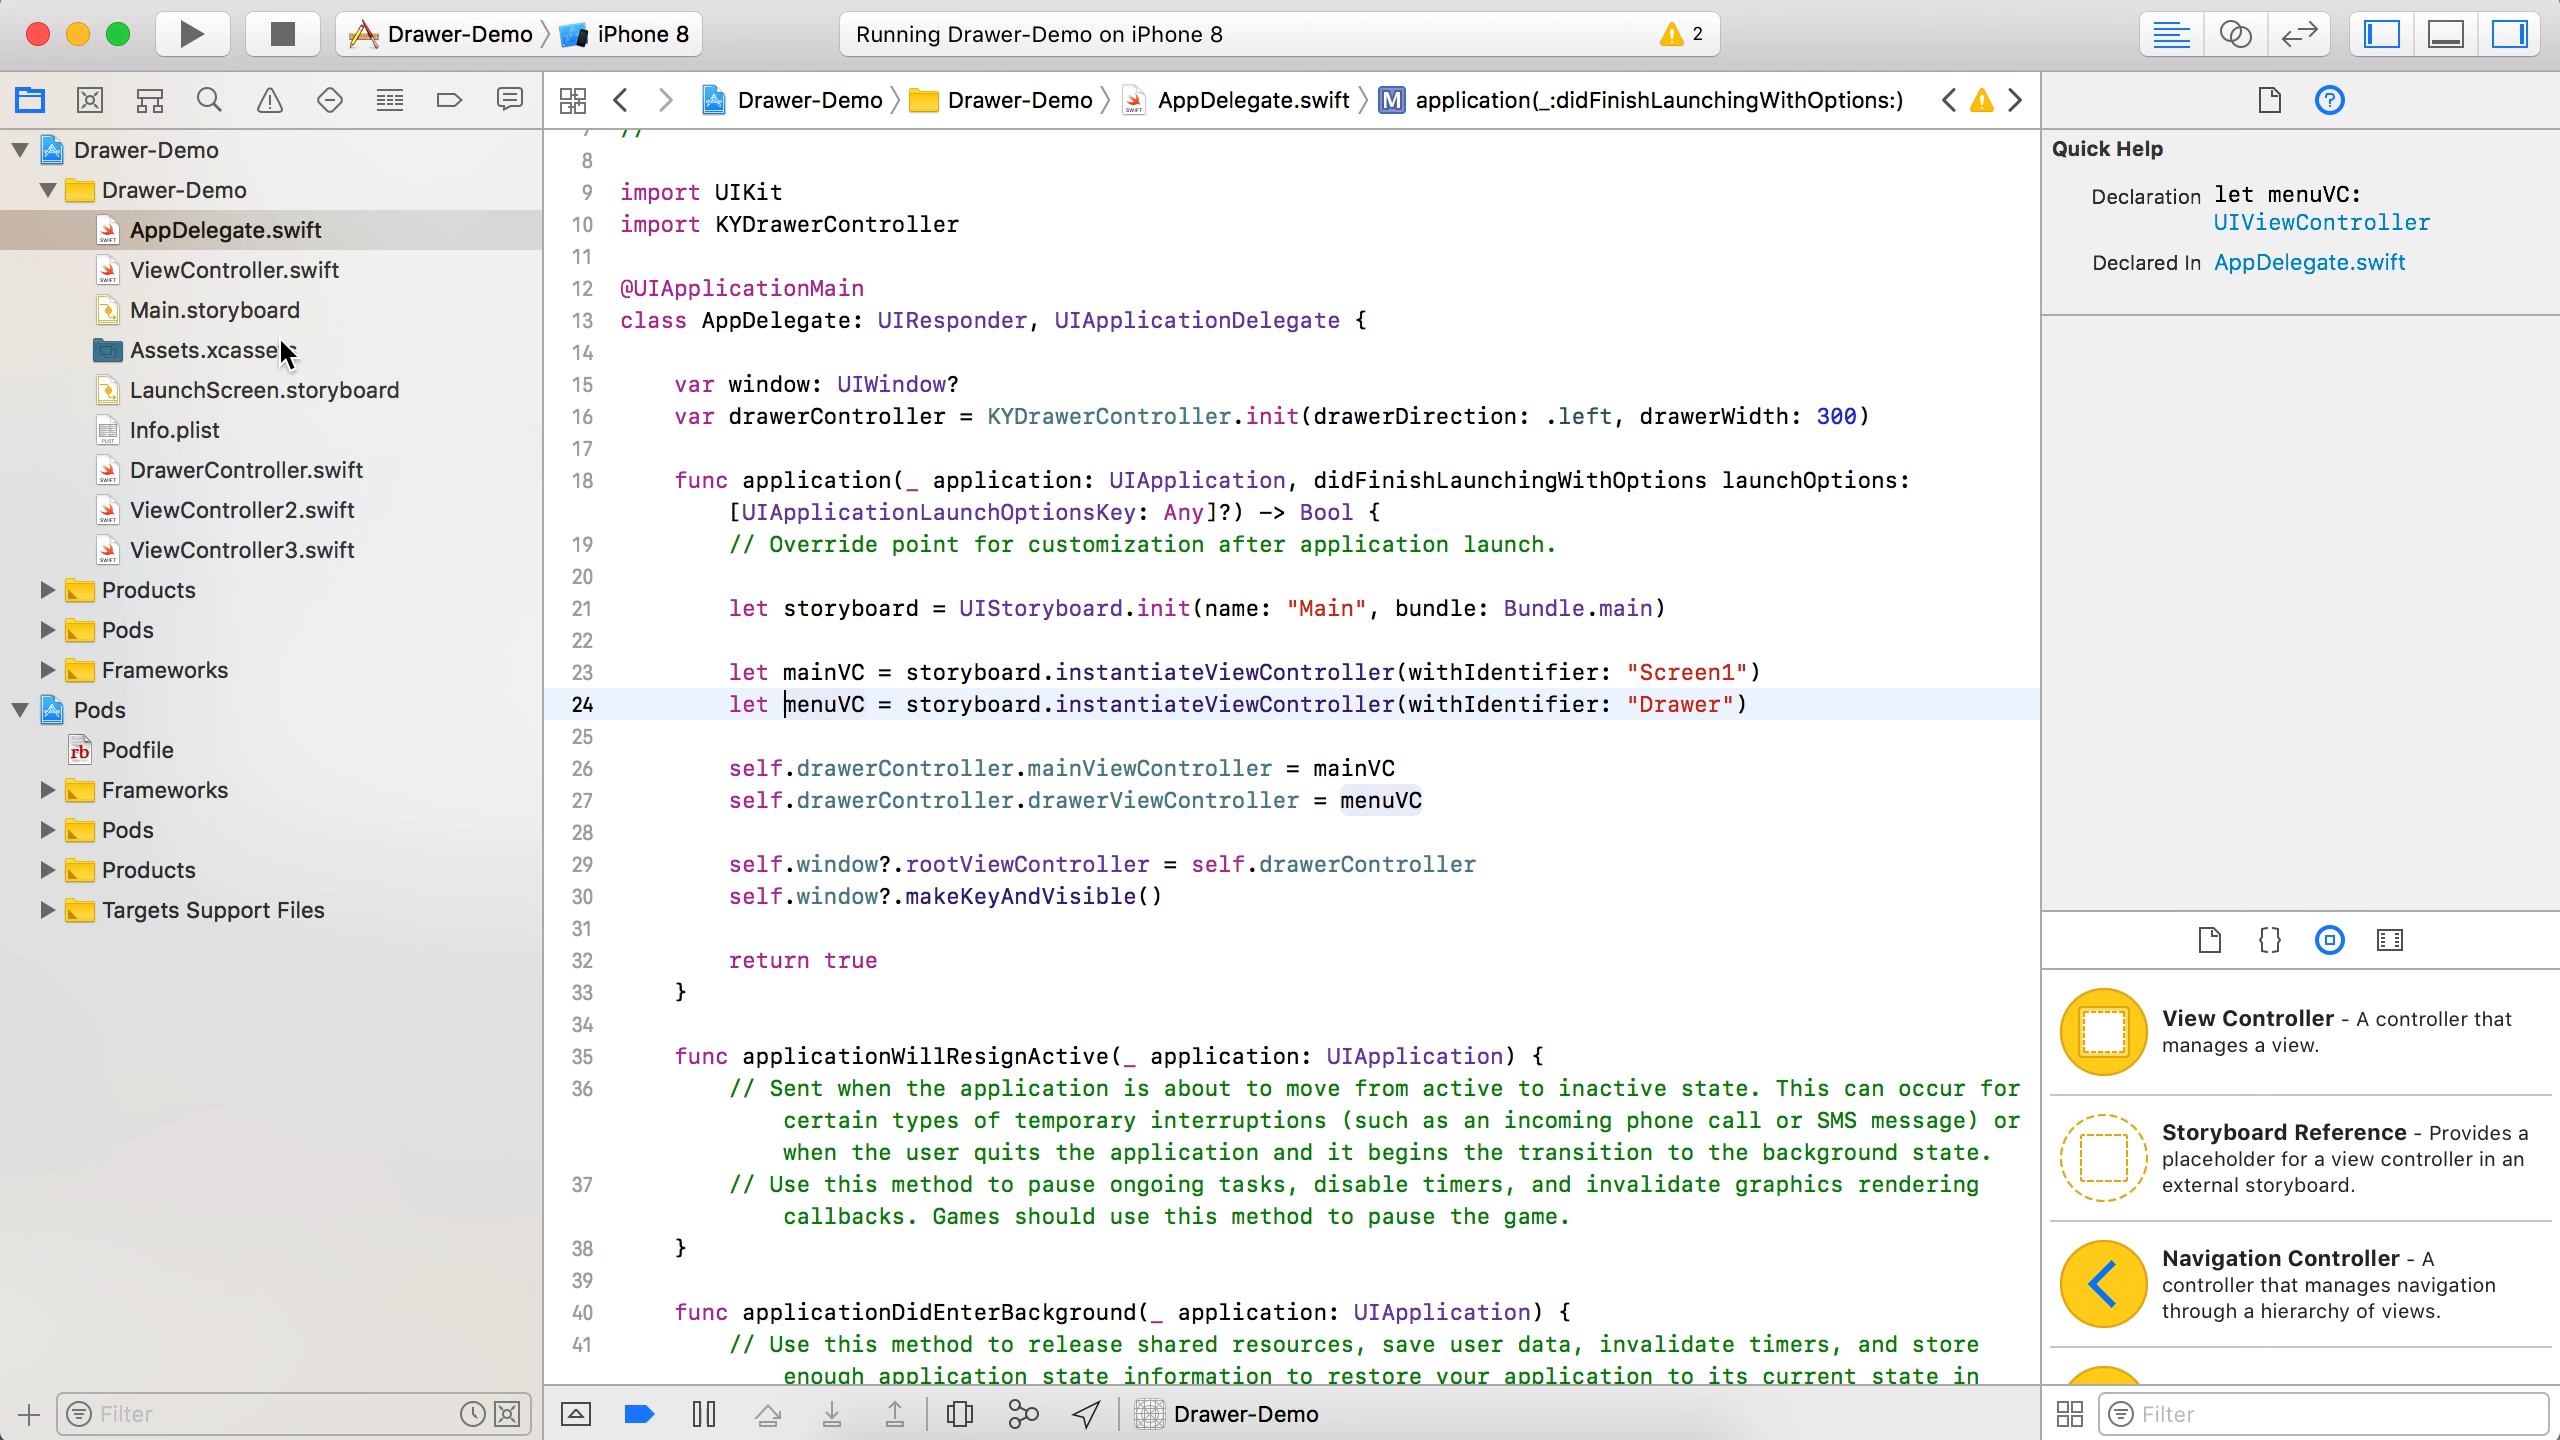 Drawer-Demo
iPhone 8
Running Drawer-Demo on iPhone 8
2
Drawer-Demo
Drawer-Demo
AppDelegate.swift
M
application(_:didFinishLaunchingWithOptions:)
Drawer-Demo
Drawer-Demo
AppDelegate.swift
ViewController.swift
Main.storyboard
Assets.xcassets
LaunchScreen.storyboard
Info.plist
DrawerController.swift
ViewController2.swift
ViewController3.swift
Products
Pods
Frameworks
Pods
Podfile
Frameworks
Pods
Products
Targets Support Files
Filter
7 //
8
9 import UIKit
10 import KYDrawerController
11
12 @UIApplicationMain
13 class AppDelegate: UIResponder, UIApplicationDelegate {
14
15 var window: UIWindow?
16 var drawerController = KYDrawerController.init(drawerDirection: .left, drawerWidth: 300)
17
18 func application(_ application: UIApplication, didFinishLaunchingWithOptions launchOptions:
[UIApplicationLaunchOptionsKey: Any]?) -> Bool {
19 // Override point for customization after application launch.
20
21 let storyboard = UIStoryboard.init(name: "Main", bundle: Bundle.main)
22
23 let mainVC = storyboard.instantiateViewController(withIdentifier: "Screen1")
24 let menuVC = storyboard.instantiateViewController(withIdentifier: "Drawer")
25
26 self.drawerController.mainViewController = mainVC
27 self.drawerController.drawerViewController = menuVC
28
29 self.window?.rootViewController = self.drawerController
30 self.window?.makeKeyAndVisible()
31
32 return true
33 }
34
35 func applicationWillResignActive(_ application: UIApplication) {
36 // Sent when the application is about to move from active to inactive state. This can occur for
certain types of temporary interruptions (such as an incoming phone call or SMS message) or
when the user quits the application and it begins the transition to the background state.
37 // Use this method to pause ongoing tasks, disable timers, and invalidate graphics rendering
callbacks. Games should use this method to pause the game.
38 }
39
40 func applicationDidEnterBackground(_ application: UIApplication) {
41 // Use this method to release shared resources, save user data, invalidate timers, and store
enough application state information to restore your application to its current state in
Drawer-Demo
Quick Help
Declaration let menuVC:
UIViewController
Declared In AppDelegate.swift
View Controller - A controller that
manages a view.
Storyboard Reference - Provides a
placeholder for a view controller in an
external storyboard.
Navigation Controller - A
controller that manages navigation
through a hierarchy of views.
Filter